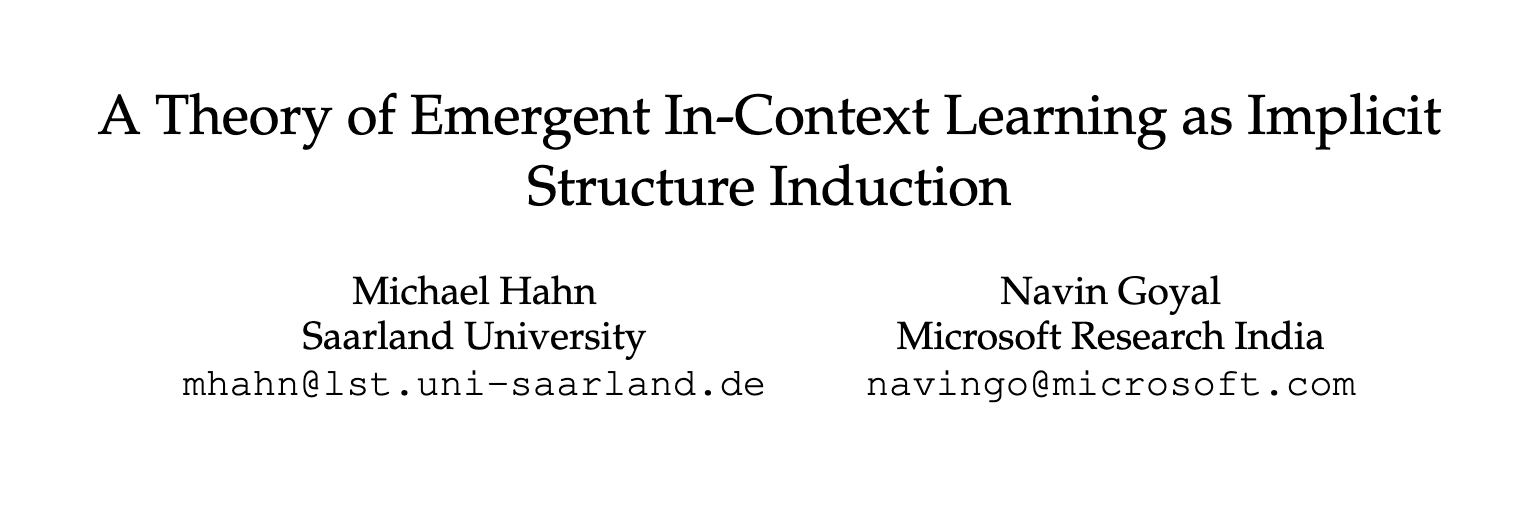 A Theory of Emergent In-Context Learning as Implicit
Structure Induction
Michael Hahn
Saarland University
mhahn@lst.uni-saarland.de
Navin Goyal
Microsoft Research India
navingo@microsoft.com